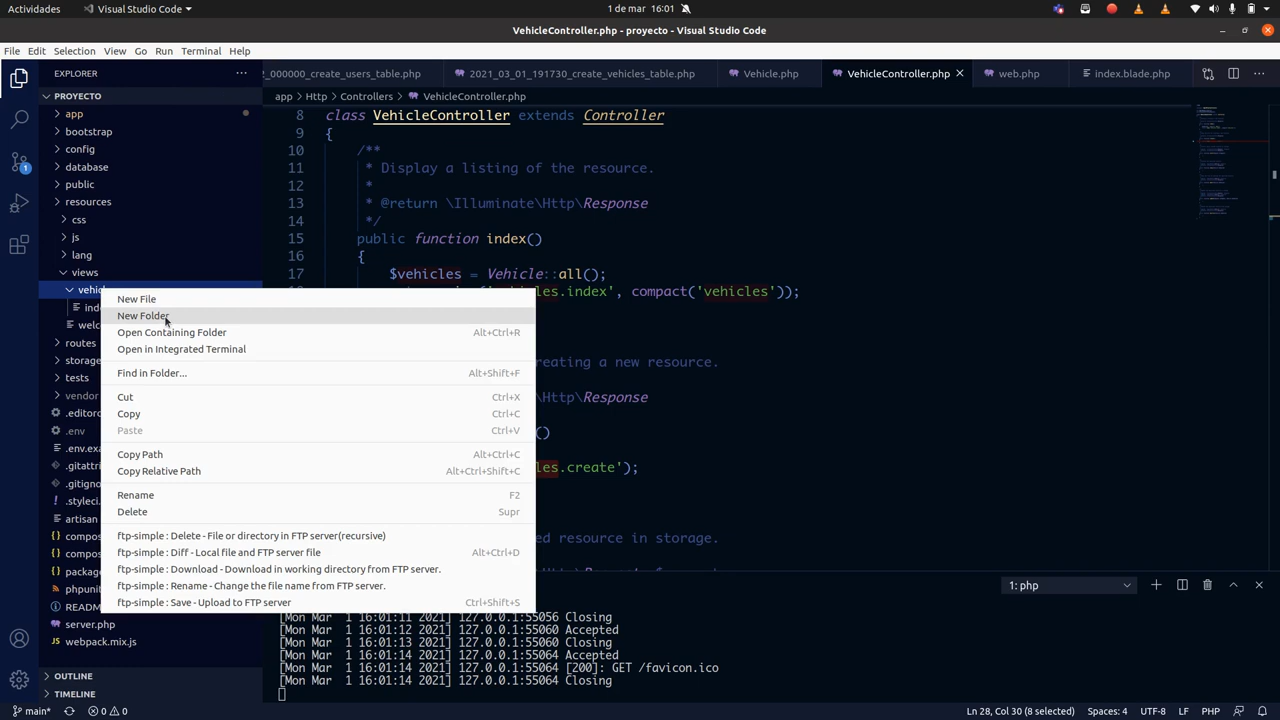 Actividades
Visual Studio Code
1 de mar 16:01
VehicleController.php - proyecto - Visual Studio Code
File Edit Selection View Go Run Terminal Help
EXPLORER
_000000_create_users_table.php
2021_03_01_191730_create_vehicles_table.php
Vehicle.php
VehicleController.php
web.php
index.blade.php
PROYECTO
app > Http > Controllers > VehicleController.php
app
bootstrap
config
database
public
resources
css
js
lang
views
routes
tests
vendor
.env
artisan
README
server.php
webpack.mix.js
OUTLINE
TIMELINE
8 class VehicleController extends Controller
9 {
10 /**
11 * Display a listing of the resource.
12 *
13 * @return \Illuminate\Http\Response
14 */
15 public function index()
16 {
17 $vehicles = Vehicle::all();
.index', compact('vehicles'));
creating a new resource.
\Http\Response
()
les.create');
ed resource in storage.
New File
New Folder
Open Containing Folder Alt+Ctrl+R
Open in Integrated Terminal
Find in Folder... Alt+Shift+F
Cut Ctrl+X
Copy Ctrl+C
Paste Ctrl+V
Copy Path Alt+Ctrl+C
Copy Relative Path Alt+Ctrl+Shift+C
Rename F2
Delete Supr
ftp-simple : Delete - File or directory in FTP server(recursive)
ftp-simple : Diff - Local file and FTP server file Alt+Ctrl+D
ftp-simple : Download - Download in working directory from FTP server.
ftp-simple : Rename - Change the file name from FTP server.
ftp-simple : Save - Upload to FTP server Ctrl+Shift+S
1: php
[Mon Mar 1 16:01:11 2021] 127.0.0.1:55056 Closing
[Mon Mar 1 16:01:12 2021] 127.0.0.1:55060 Accepted
[Mon Mar 1 16:01:13 2021] 127.0.0.1:55060 Closing
[Mon Mar 1 16:01:14 2021] 127.0.0.1:55064 Accepted
[Mon Mar 1 16:01:14 2021] 127.0.0.1:55064 [200]: GET /favicon.ico
[Mon Mar 1 16:01:14 2021] 127.0.0.1:55064 Closing
main* 0 0
Ln 28, Col 30 (8 selected) Spaces: 4 UTF-8 LF PHP